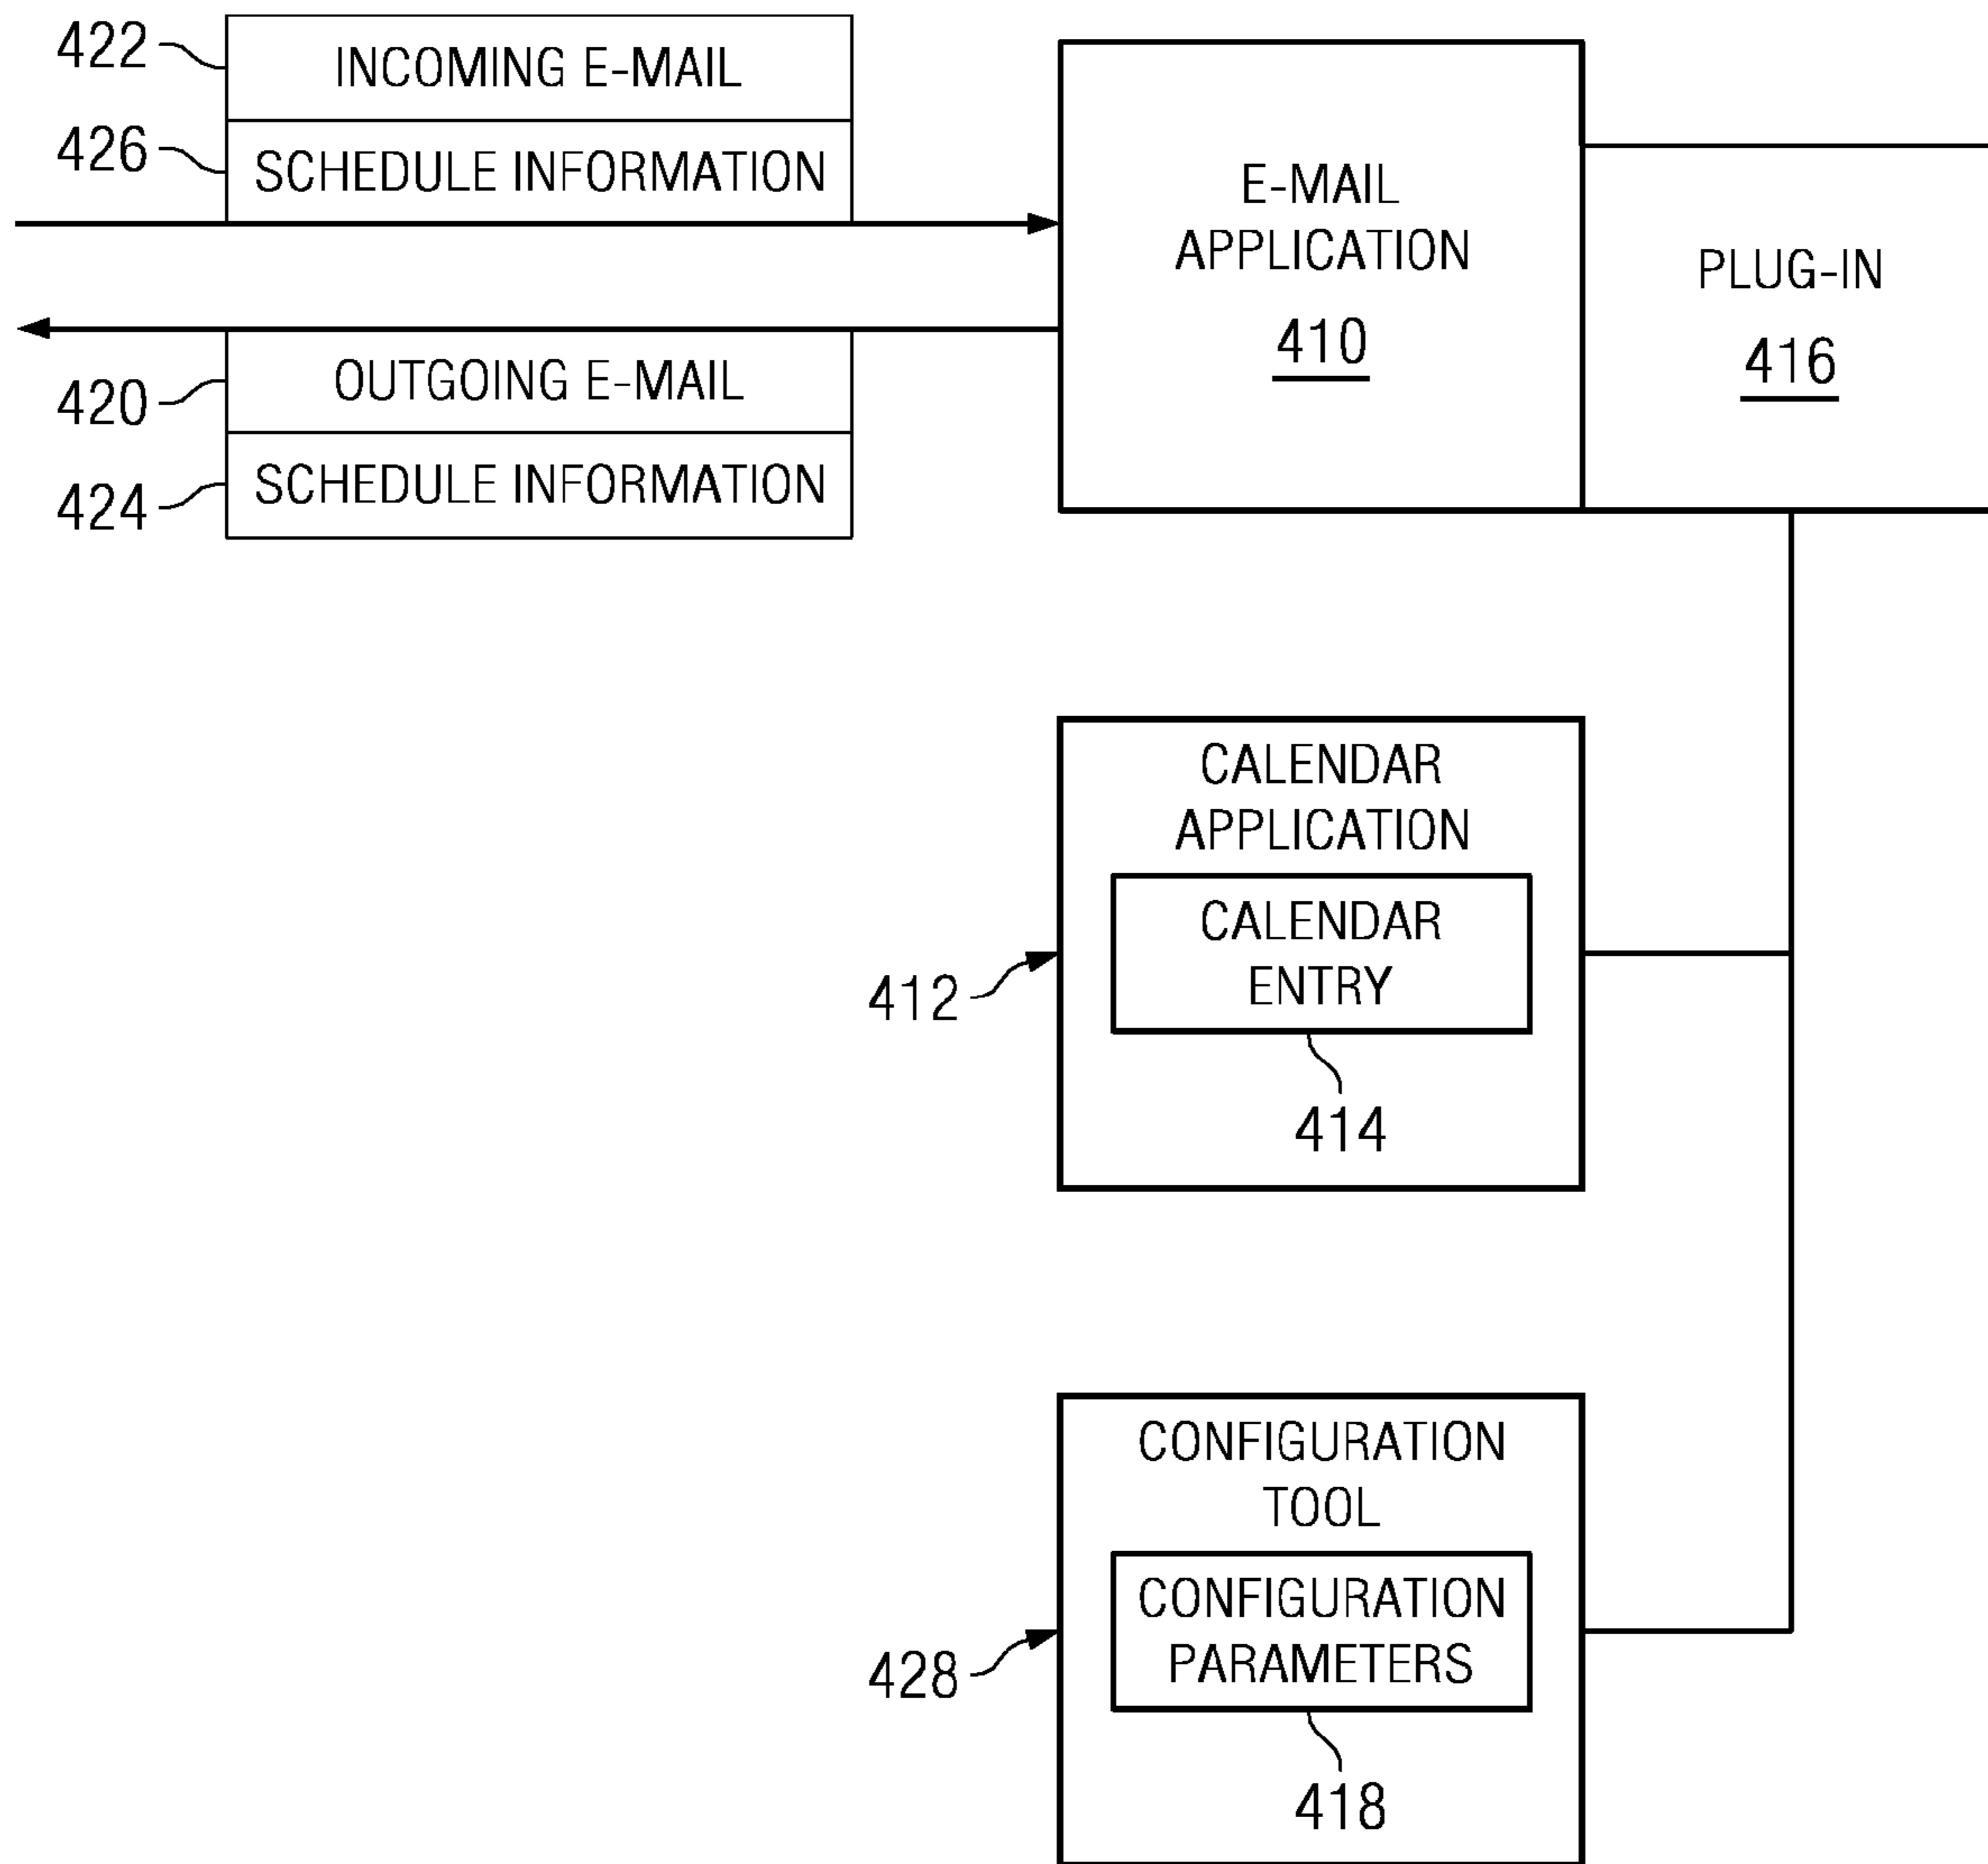 422
INCOMING E-MAIL
426
SCHEDULE INFORMATION
420
OUTGOING E-MAIL
424
SCHEDULE INFORMATION
E-MAIL
APPLICATION
410
PLUG-IN
416
CALENDAR
APPLICATION
CALENDAR
ENTRY
412
414
CONFIGURATION
TOOL
CONFIGURATION
PARAMETERS
428
418